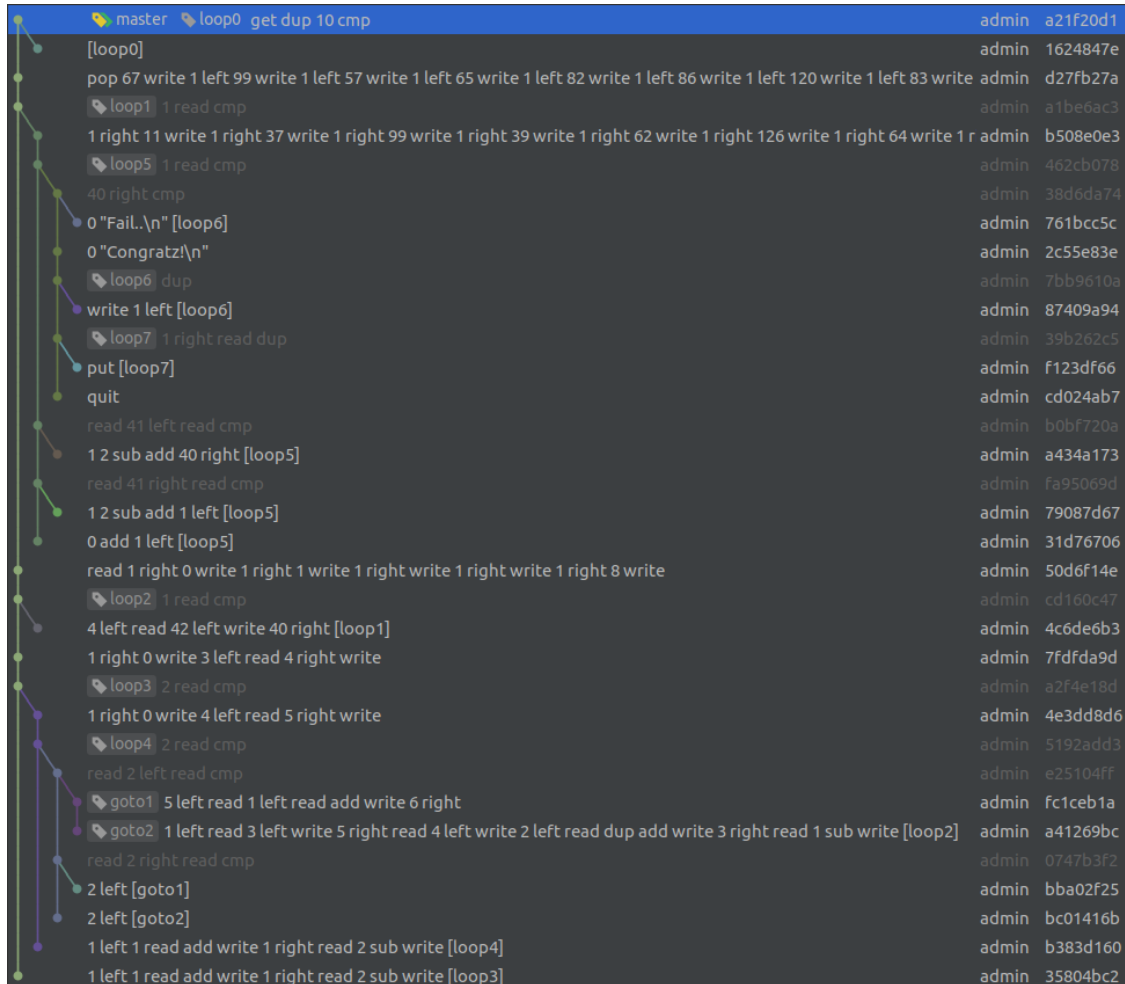 master loop0 get dup 10 cmp admin a21f20d1
[loop0] admin 1624847e
pop 67 write 1 left 99 write 1 left 57 write 1 left 65 write 1 left 82 write 1 left 86 write 1 left 120 write 1 left 83 write admin d27fb27a
loop1 1 read cmp admin a1be6ac3
1 right 11 write 1 right 37 write 1 right 99 write 1 right 39 write 1 right 62 write 1 right 126 write 1 right 64 write 1 r admin b508e0e3
loop5 1 read cmp admin 462cb078
40 right cmp admin 38d6da74
0 "Fail..\n" [loop6] admin 761bcc5c
0 "Congratz!\n" admin 2c55e83e
loop6 dup admin 7bb9610a
write 1 left [loop6] admin 87409a94
loop7 1 right read dup admin 39b262c5
put [loop7] admin f123df66
quit admin cd024ab7
read 41 left read cmp admin b0bf720a
1 2 sub add 40 right [loop5] admin a434a173
read 41 right read cmp admin fa95069d
1 2 sub add 1 left [loop5] admin 79087d67
0 add 1 left [loop5] admin 31d76706
read 1 right 0 write 1 right 1 write 1 right write 1 right write 1 right 8 write admin 50d6f14e
loop2 1 read cmp admin cd160c47
4 left read 42 left write 40 right [loop1] admin 4c6de6b3
1 right 0 write 3 left read 4 right write admin 7fdfda9d
loop3 2 read cmp admin a2f4e18d
1 right 0 write 4 left read 5 right write admin 4e3dd8d6
loop4 2 read cmp admin 5192add3
read 2 left read cmp admin e25104ff
goto1 5 left read 1 left read add write 6 right admin fc1ceb1a
goto2 1 left read 3 left write 5 right read 4 left write 2 left read dup add write 3 right read 1 sub write [loop2] admin a41269bc
read 2 right read cmp admin 0747b3f2
2 left [goto1] admin bba02f25
2 left [goto2] admin bc01416b
1 left 1 read add write 1 right read 2 sub write [loop4] admin b383d160
1 left 1 read add write 1 right read 2 sub write [loop3] admin 35804bc2